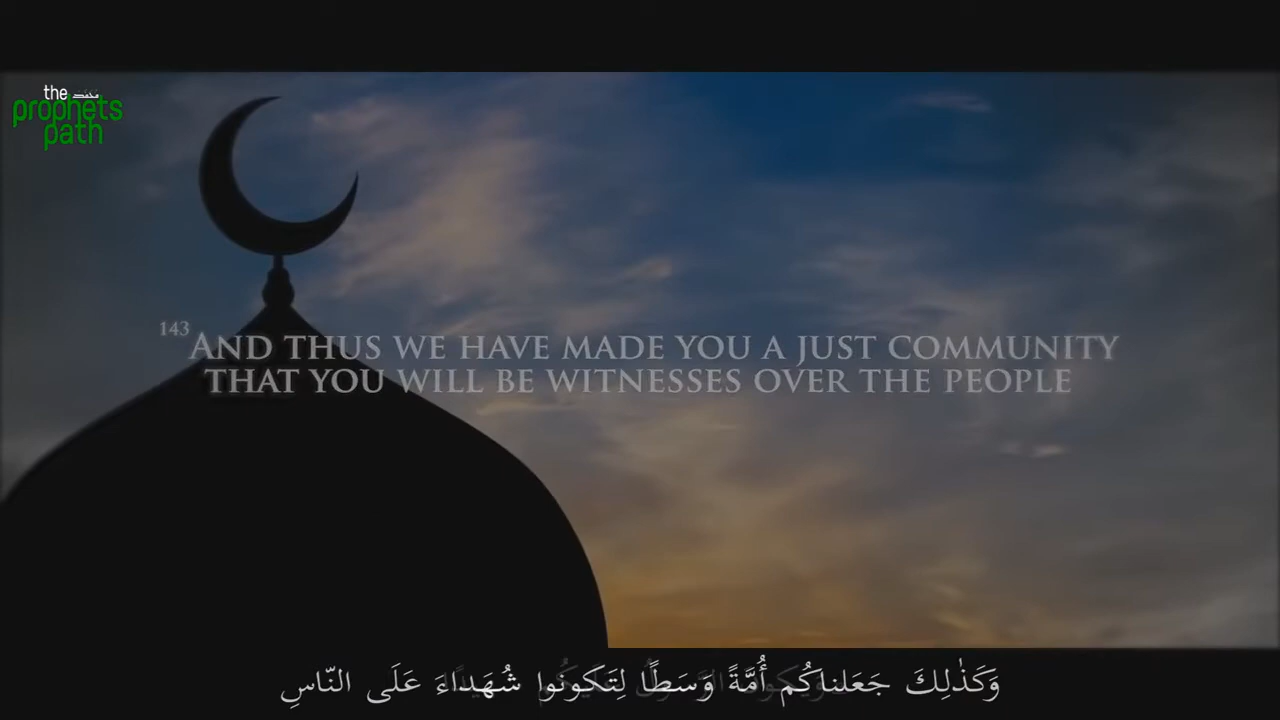 the محمد
prophets
path
143 AND THUS WE HAVE MADE YOU A JUST COMMUNITY
THAT YOU WILL BE WITNESSES OVER THE PEOPLE
وَكَذٰلِكَ جَعَلناكُم أُمَّةً وَسَطًا لِتَكونوا شُهَداءَ عَلَى النّاسِ